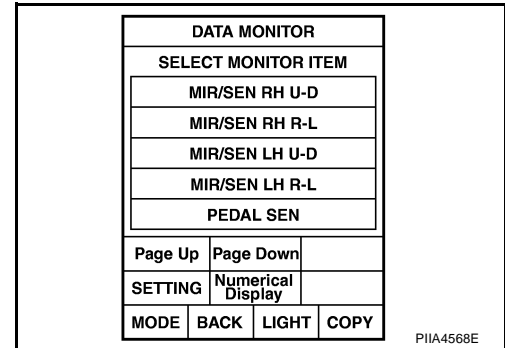 DATA MONITOR
SELECT MONITOR ITEM
MIR/SEN RH U-D
MIR/SEN RH R-L
MIR/SEN LH U-D
MIR/SEN LH R-L
PEDAL SEN
Page Up Page Down
SETTING Numerical Display
MODE BACK LIGHT COPY
PIIA4568E